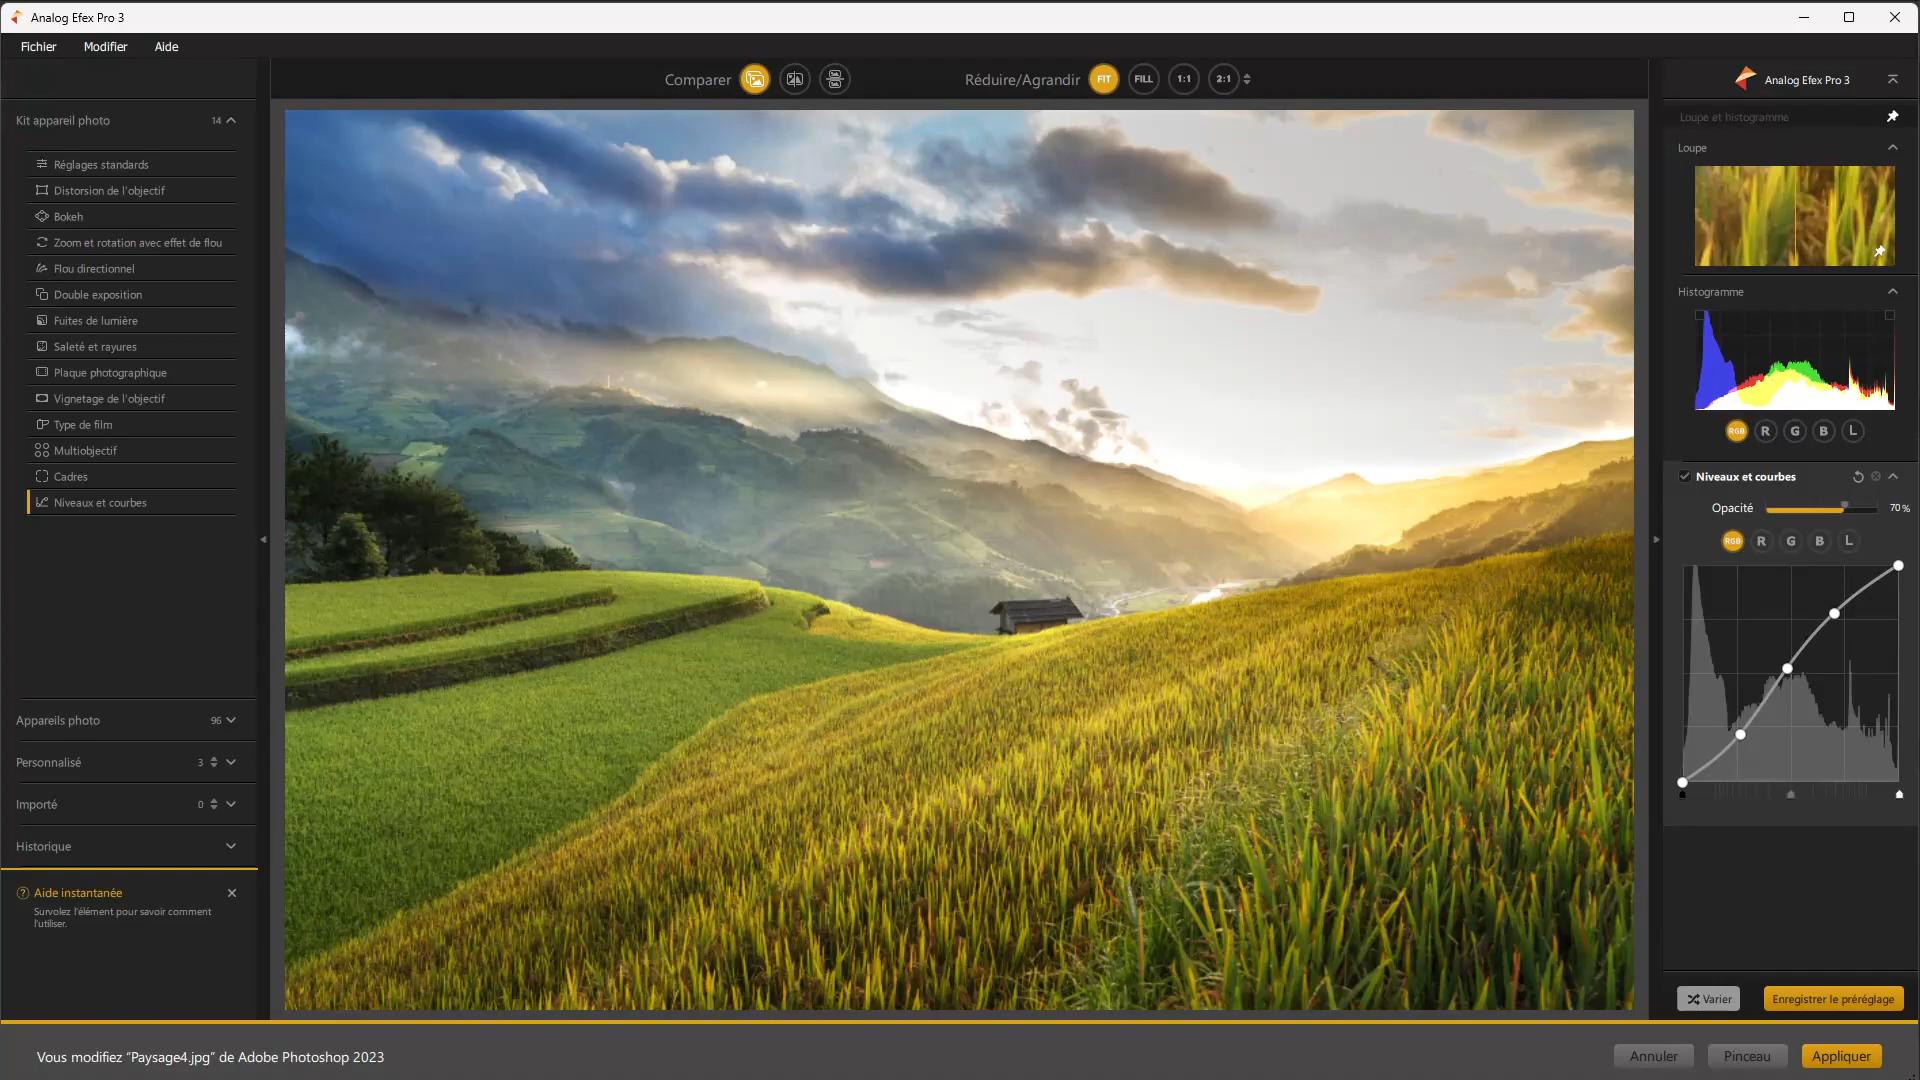 Analog Efex Pro 3
Fichier Modifier Aide
Comparer
Réduire/Agrandir FIT FILL 1:1 2:1
Analog Efex Pro 3
Kit appareil photo 14
Réglages standards
Distorsion de l'objectif
Bokeh
Zoom et rotation avec effet de flou
Flou directionnel
Double exposition
Fuites de lumière
Saleté et rayures
Plaque photographique
Vignetage de l'objectif
Type de film
Multiobjectif
Cadres
Niveaux et courbes
Appareils photo 96
Personnalisé 3
Importé 0
Historique
? Aide instantanée
Survolez l'élément pour savoir comment
l'utiliser.
Loupe et histogramme
Loupe
Histogramme
RGB R G B L
Niveaux et courbes
Opacité 70 %
RGB R G B L
Varier Enregistrer le préréglage
Vous modifiez “Paysage4.jpg” de Adobe Photoshop 2023
Annuler Pinceau Appliquer